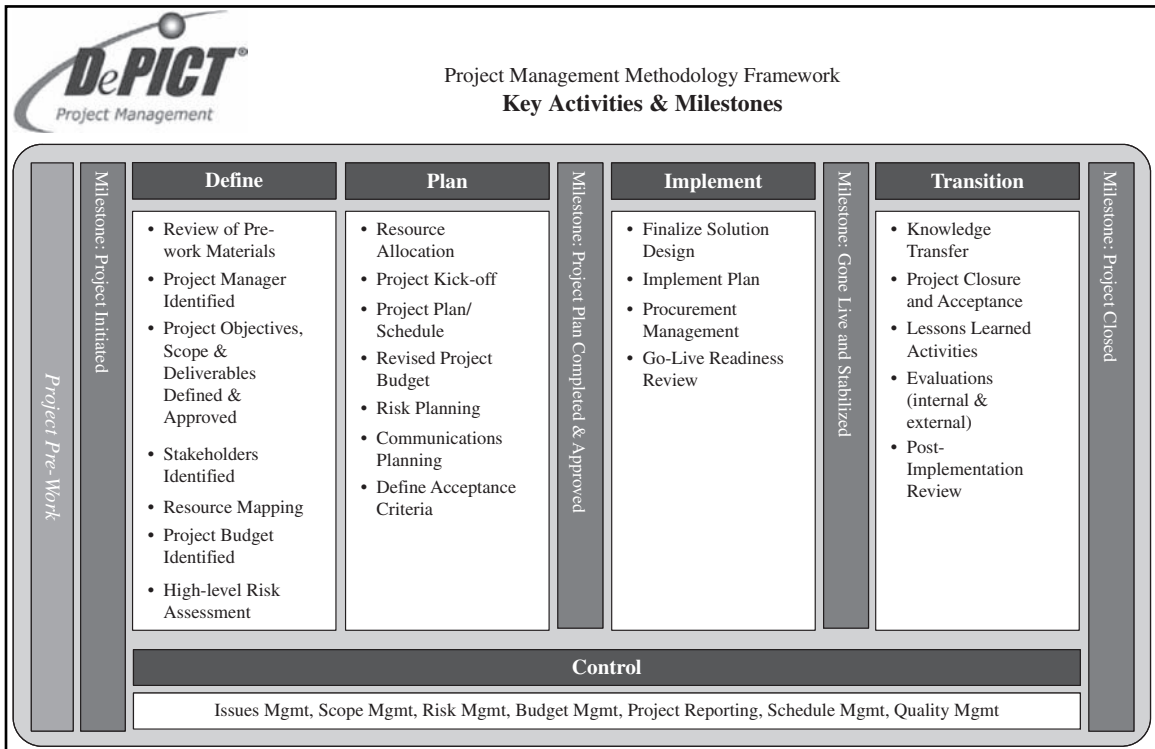 DePICT®
Project Management
Project Management Methodology Framework
Key Activities & Milestones
Project Pre-Work
Milestone: Project Initiated
Define
• Review of Pre-
work Materials
• Project Manager
Identified
• Project Objectives,
Scope &
Deliverables
Defined &
Approved
• Stakeholders
Identified
• Resource Mapping
• Project Budget
Identified
• High-level Risk
Assessment
Plan
• Resource
Allocation
• Project Kick-off
• Project Plan/
Schedule
• Revised Project
Budget
• Risk Planning
• Communications
Planning
• Define Acceptance
Criteria
Milestone: Project Plan Completed & Approved
Implement
• Finalize Solution
Design
• Implement Plan
• Procurement
Management
• Go-Live Readiness
Review
Milestone: Gone Live and Stabilized
Transition
• Knowledge
Transfer
• Project Closure
and Acceptance
• Lessons Learned
Activities
• Evaluations
(internal &
external)
• Post-
Implementation
Review
Milestone: Project Closed
Control
Issues Mgmt, Scope Mgmt, Risk Mgmt, Budget Mgmt, Project Reporting, Schedule Mgmt, Quality Mgmt